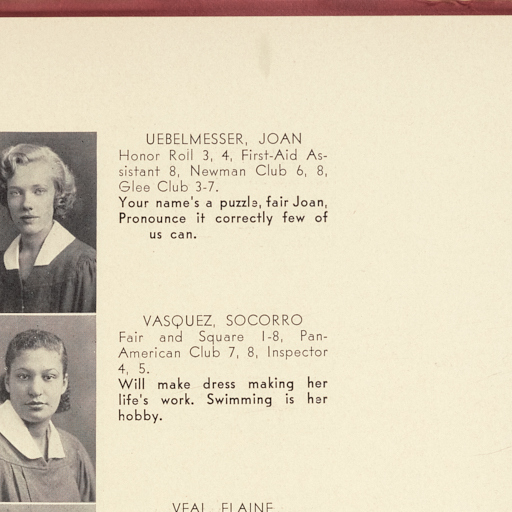 UEBELMESSER, JOAN
Honor Roll 3, 4, First-Aid As-
sistant 8, Newman Club 6, 8,
Glee Club 3-7.
Your name's a puzzle, fair Joan,
Pronounce it correctly few of
us can.
VASQUEZ, SOCORRO
Fair and Square 1-8, Pan-
American Club 7, 8, Inspector
4, 5.
Will make dress making her
life's work. Swimming is her
hobby.
VEAL, ELAINE